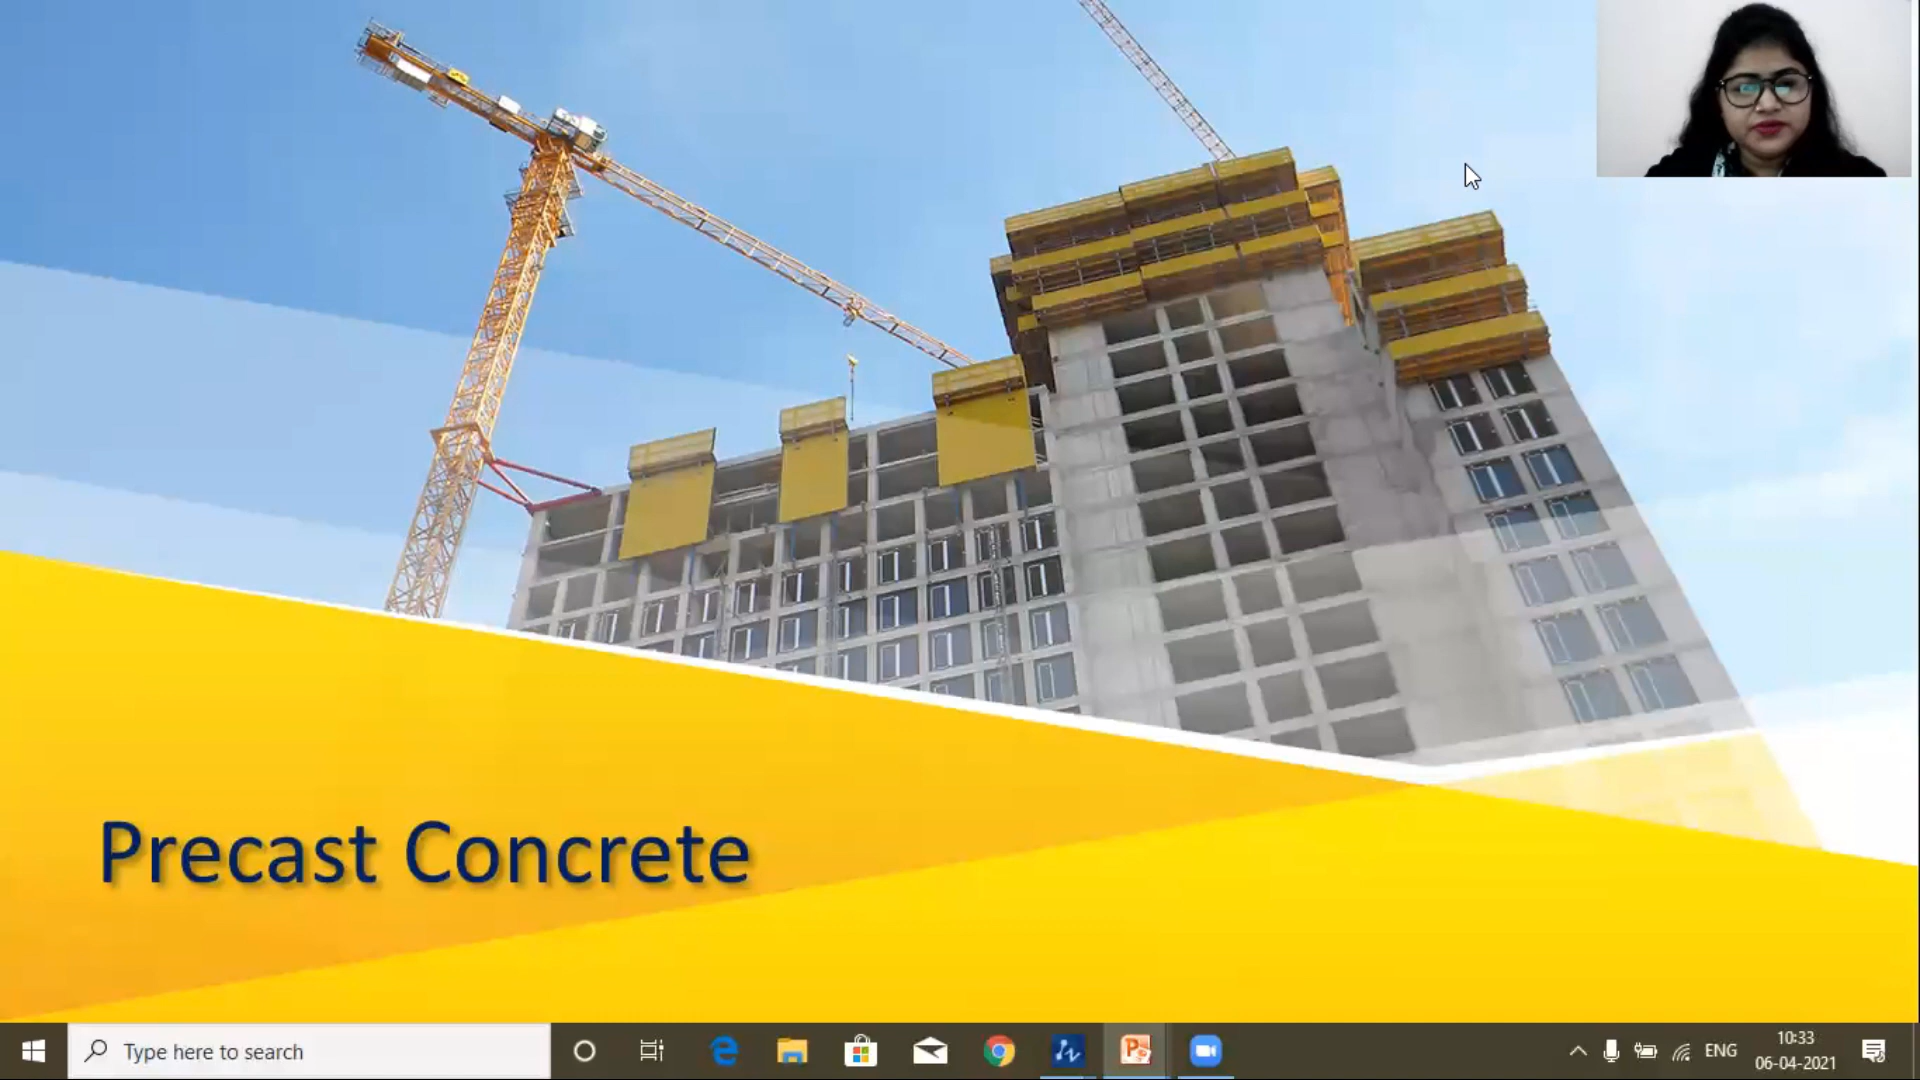 Precast Concrete
Type here to search
ENG
10:33
06-04-2021